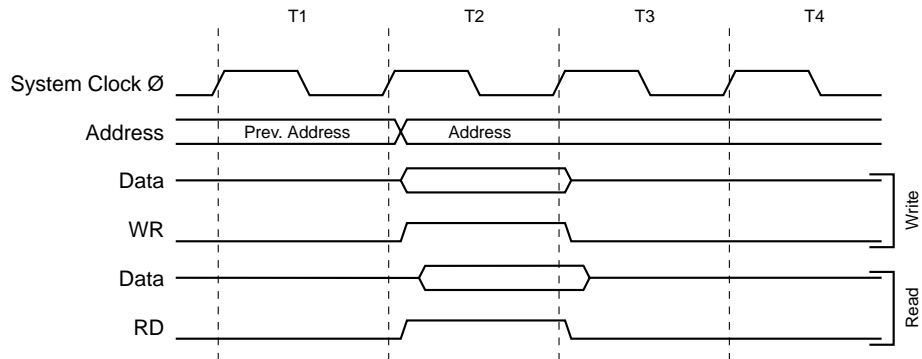 T1 T2 T3 T4
System Clock Ø
Address Prev. Address Address
Data
WR
Write
Data
RD
Read